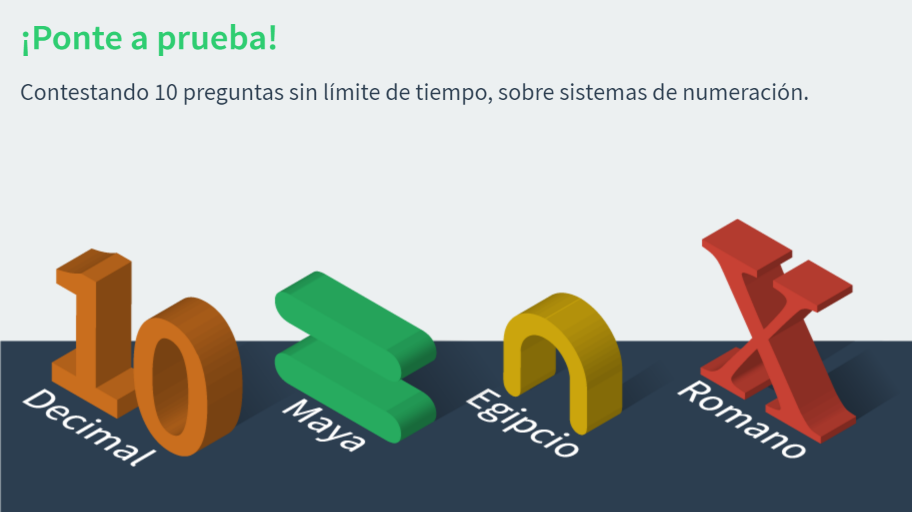 ¡Ponte a prueba!
Contestando 10 preguntas sin límite de tiempo, sobre sistemas de numeración.
10
Decimal
Maya
n
Egipcio
X
Romano